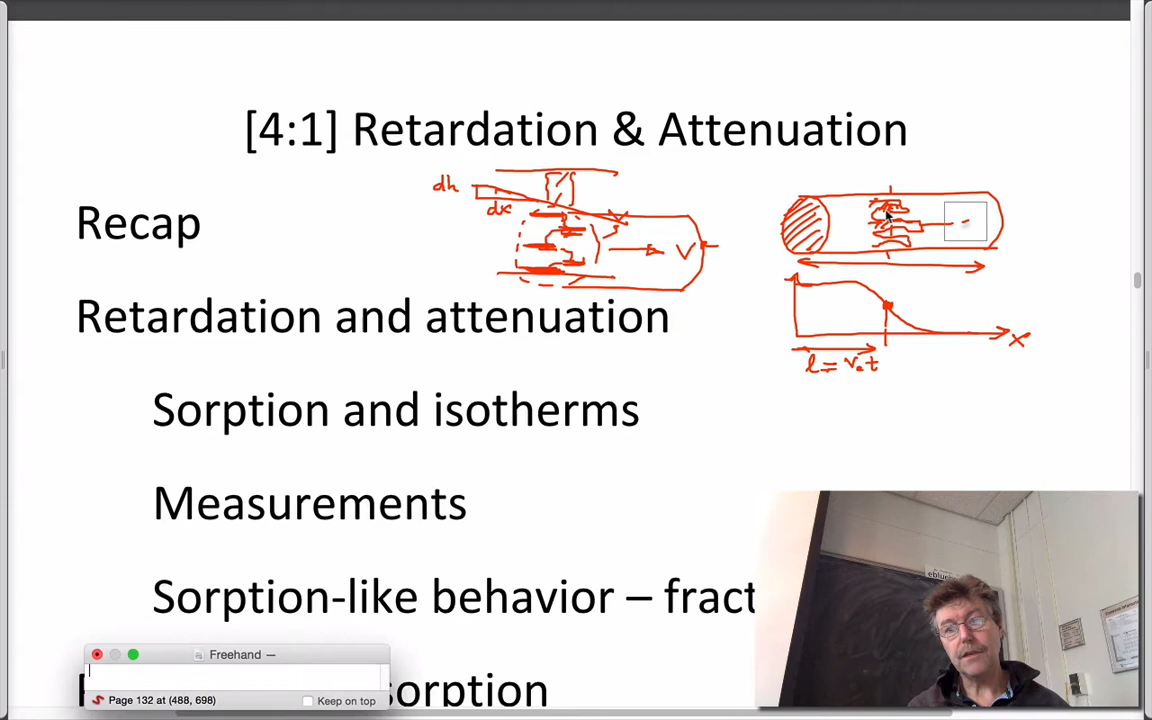 [4:1] Retardation & Attenuation
dh
dx
V
Recap
Retardation and attenuation
x
l = vₐt
Sorption and isotherms
Measurements
Sorption-like behavior – fract
Freehand —
Page 132 at (488, 698)
Keep on top
sorption